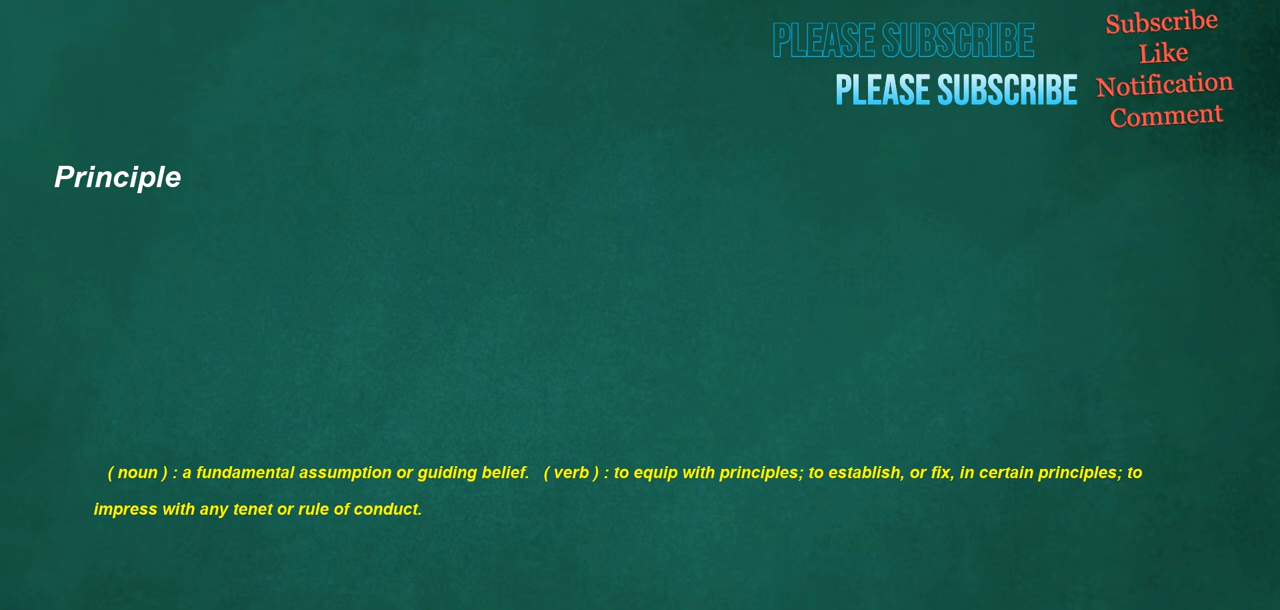 PLEASE SUBSCRIBE
PLEASE SUBSCRIBE
Subscribe
Like
Notification
Comment
Principle
( noun ) : a fundamental assumption or guiding belief. ( verb ) : to equip with principles; to establish, or fix, in certain principles; to
impress with any tenet or rule of conduct.